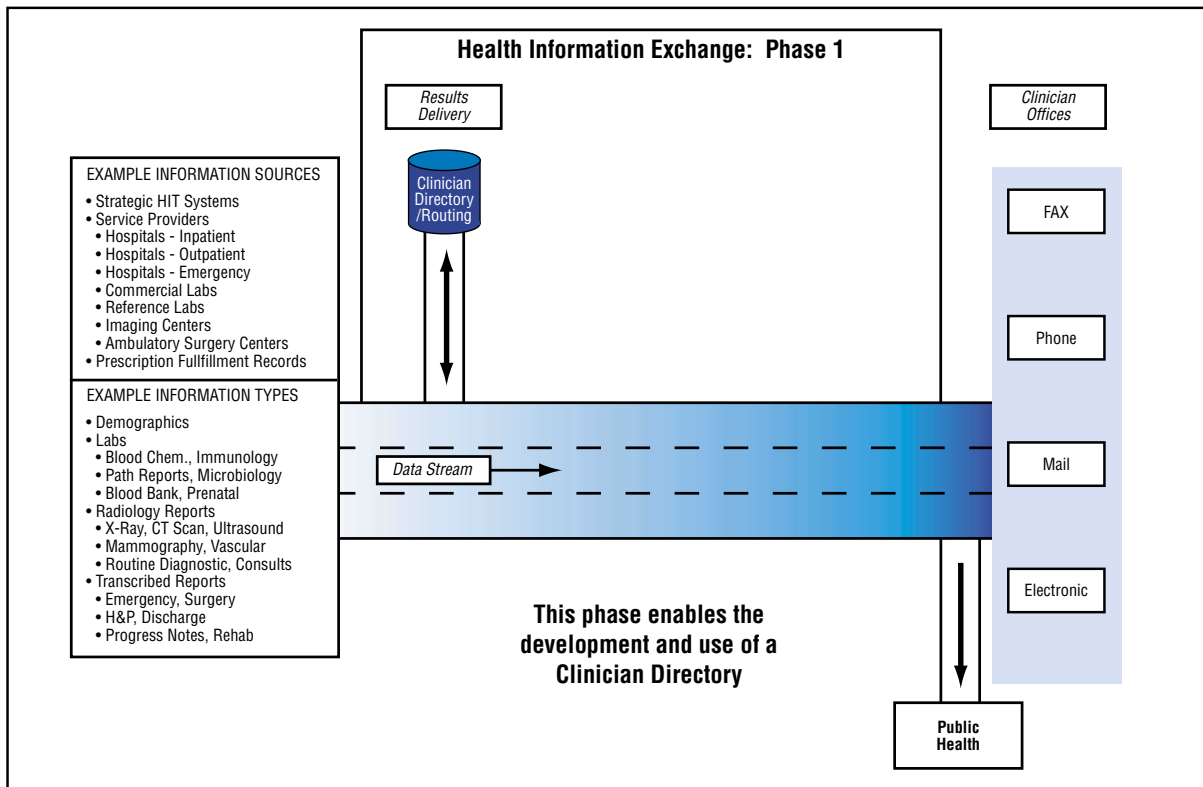 Health Information Exchange: Phase 1
Results
Delivery
Clinician
Offices
Clinician
Directory
/Routing
EXAMPLE INFORMATION SOURCES
• Strategic HIT Systems
• Service Providers
• Hospitals - Inpatient
• Hospitals - Outpatient
• Hospitals - Emergency
• Commercial Labs
• Reference Labs
• Imaging Centers
• Ambulatory Surgery Centers
• Prescription Fullfillment Records
EXAMPLE INFORMATION TYPES
• Demographics
• Labs
• Blood Chem., Immunology
• Path Reports, Microbiology
• Blood Bank, Prenatal
• Radiology Reports
• X-Ray, CT Scan, Ultrasound
• Mammography, Vascular
• Routine Diagnostic, Consults
• Transcribed Reports
• Emergency, Surgery
• H&P, Discharge
• Progress Notes, Rehab
Data Stream
FAX
Phone
Mail
Electronic
This phase enables the
development and use of a
Clinician Directory
Public
Health